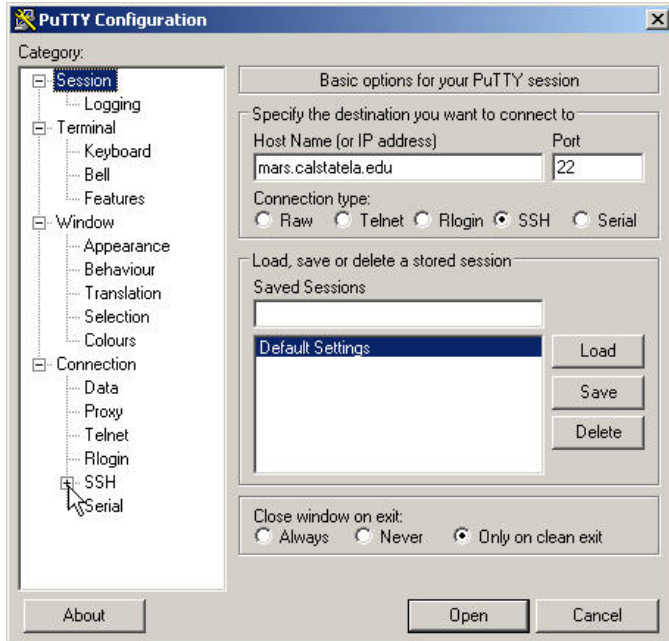 PuTTY Configuration
Category:
Session
Logging
Terminal
Keyboard
Bell
Features
Window
Appearance
Behaviour
Translation
Selection
Colours
Connection
Data
Proxy
Telnet
Rlogin
SSH
Serial
Basic options for your PuTTY session
Specify the destination you want to connect to
Host Name (or IP address) Port
mars.calstatela.edu 22
Connection type:
Raw Telnet Rlogin SSH Serial
Load, save or delete a stored session
Saved Sessions
Default Settings
Load
Save
Delete
Close window on exit:
Always Never Only on clean exit
About Open Cancel